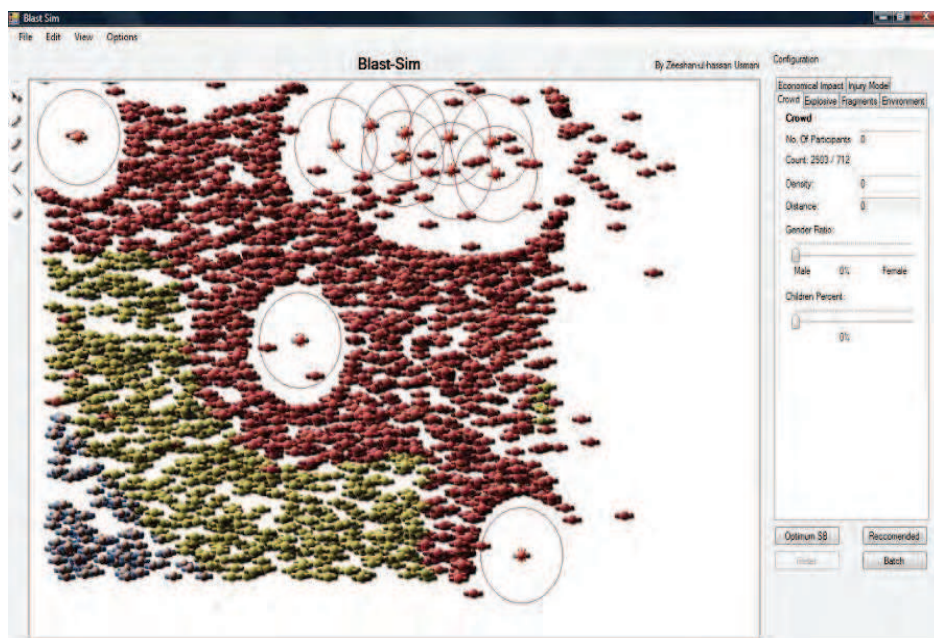 Blast Sim
File Edit View Options
Blast-Sim
By Zeeshan-ul-hassan Usmani
Configuration
Economical Impact Injury Model
Crowd Explosive Fragments Environment
Crowd
No. Of Participants 0
Count: 2503 / 712
Density: 0
Distance: 0
Gender Ratio:
Male 0% Female
Children Percent:
0%
Optimum SB Reccomended
Batch